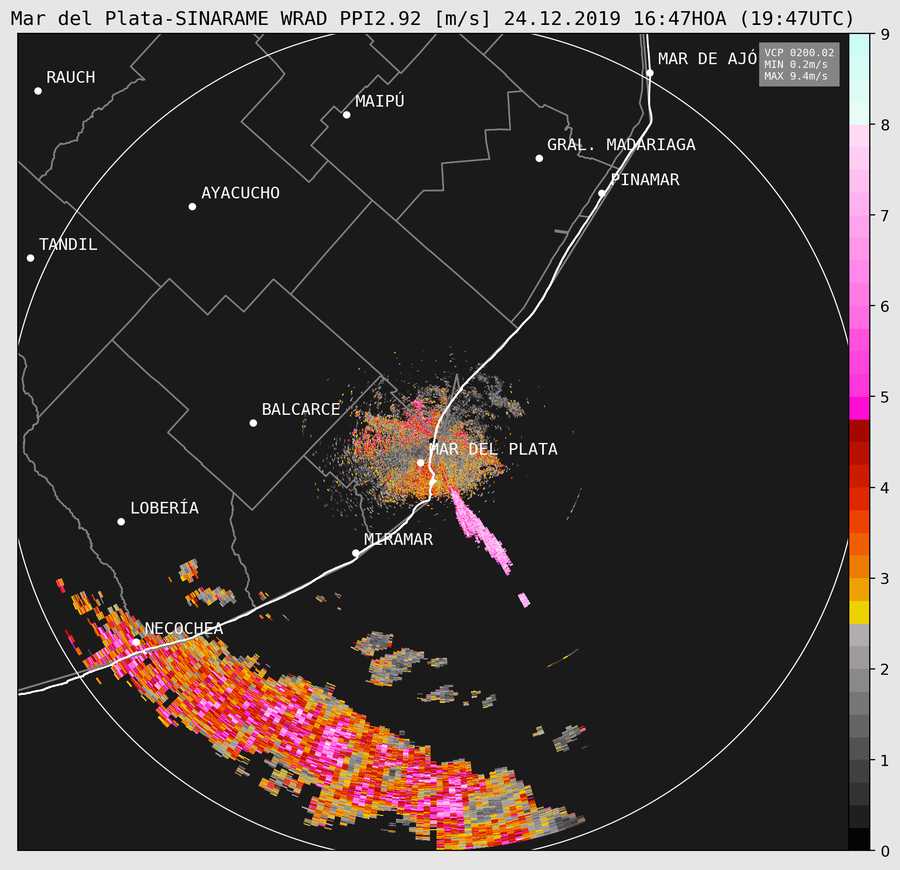 Mar del Plata-SINARAME WRAD PPI2.92 [m/s] 24.12.2019 16:47HOA (19:47UTC)
VCP 0200.02
MIN 0.2m/s
MAX 9.4m/s
MAR DE AJÓ
RAUCH
MAIPÚ
GRAL. MADARIAGA
PINAMAR
AYACUCHO
TANDIL
BALCARCE
MAR DEL PLATA
LOBERÍA
MIRAMAR
NECOCHEA
9
8
7
6
5
4
3
2
1
0